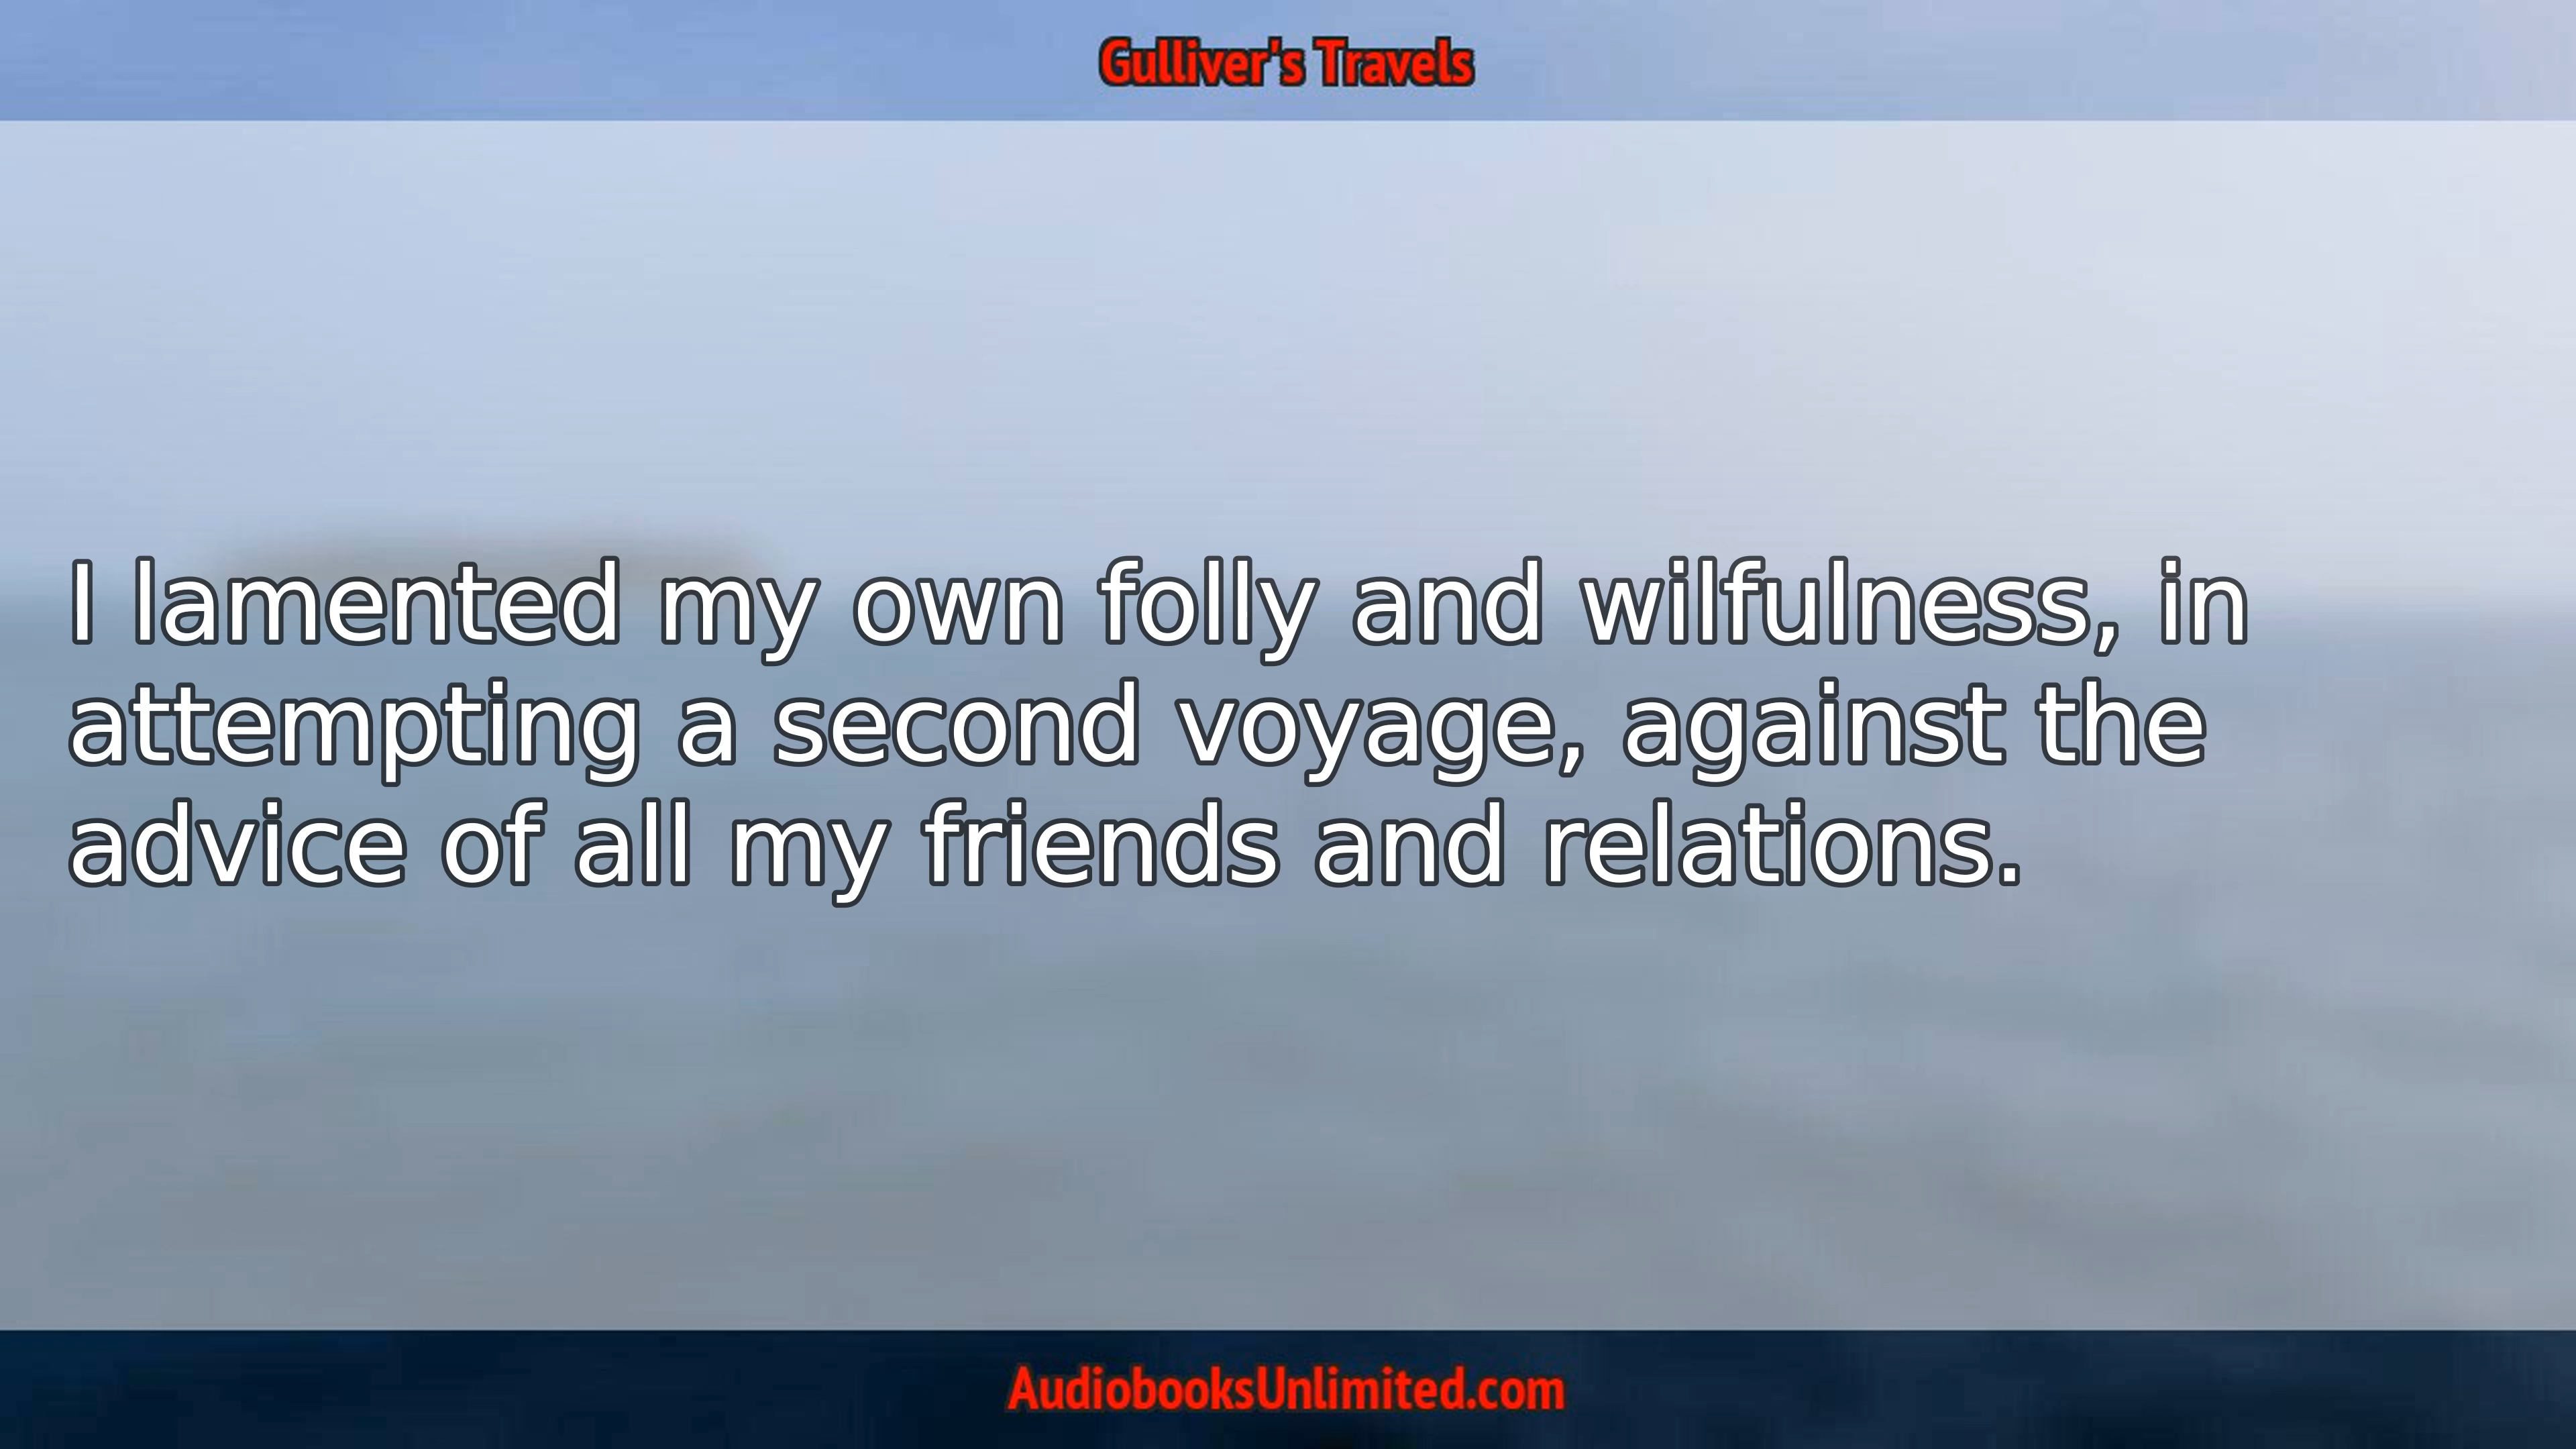 Gulliver's Travels
I lamented my own folly and wilfulness, in
attempting a second voyage, against the
advice of all my friends and relations.
AudiobooksUnlimited.com